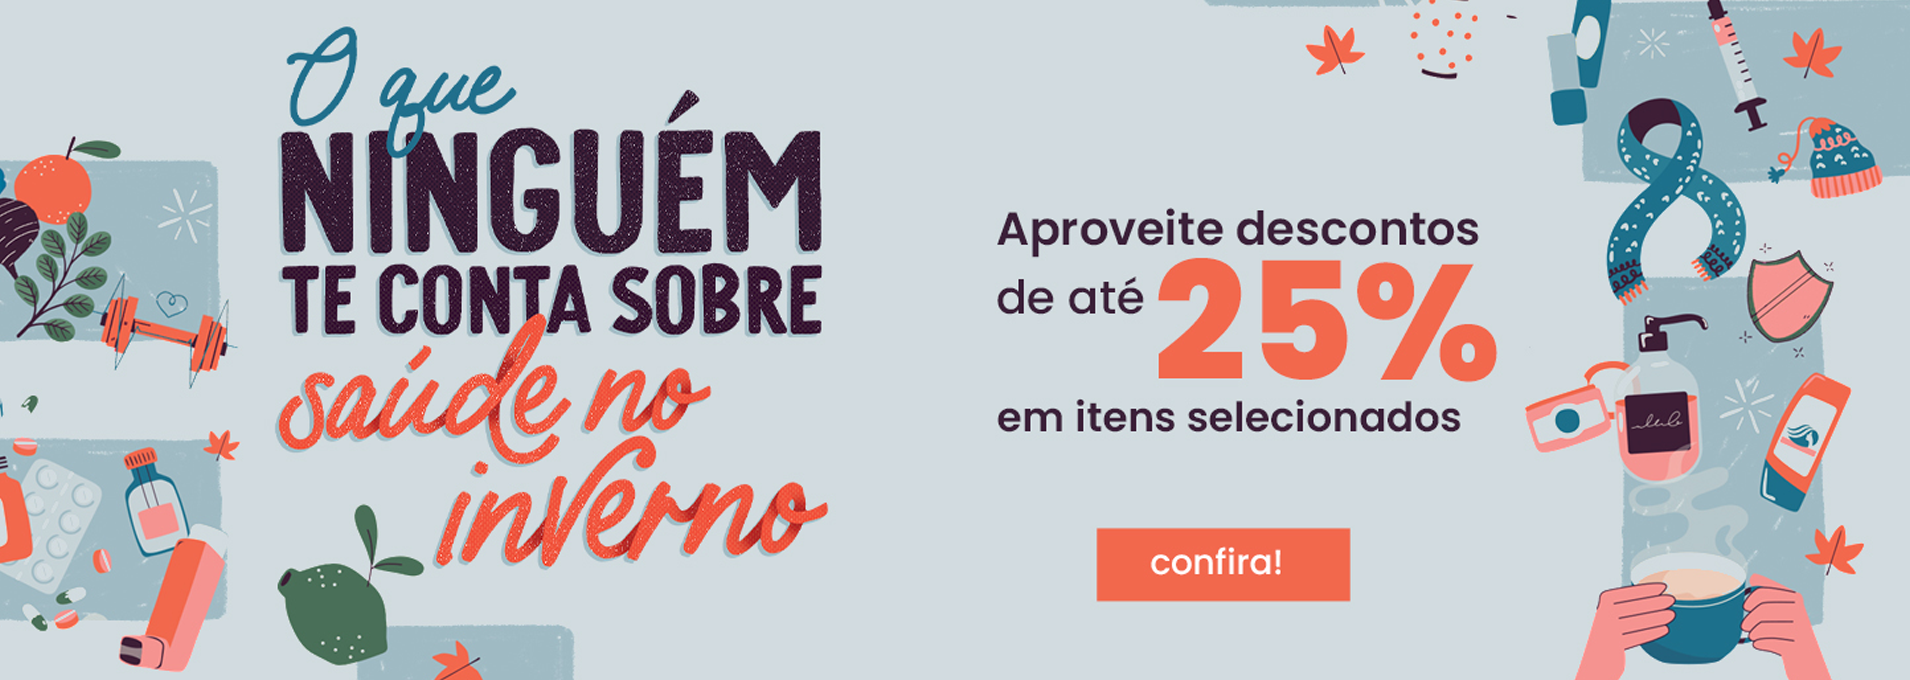 O que
NINGUÉM
TE CONTA SOBRE
saúde no
inverno
Aproveite descontos
de até 25%
em itens selecionados
confira!